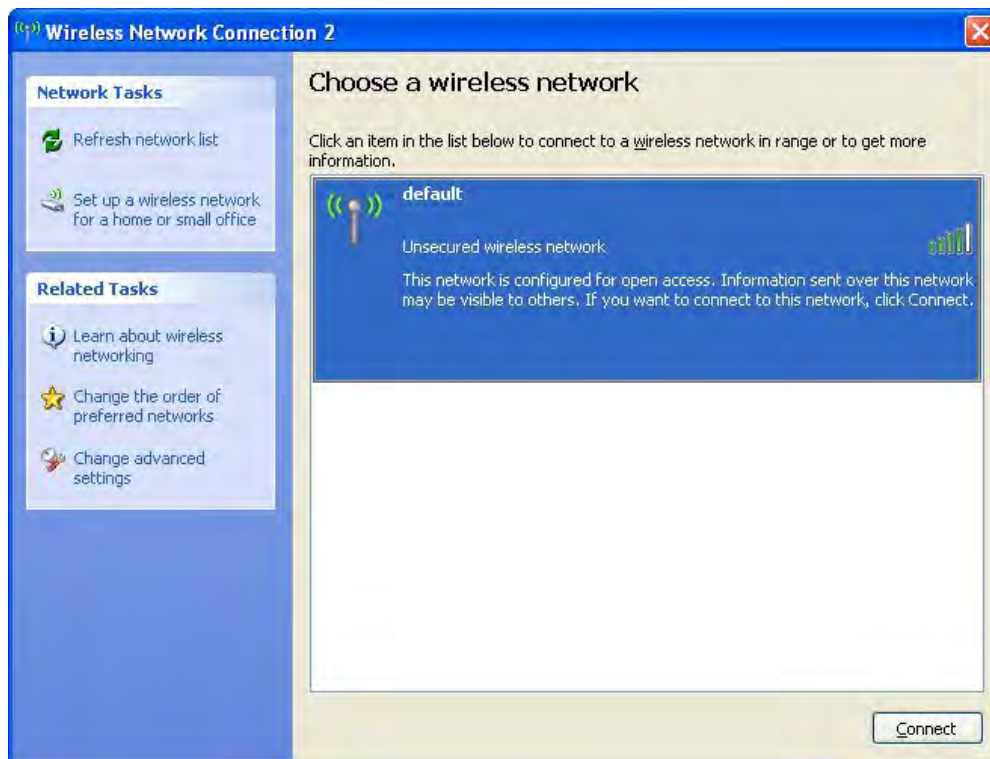 Wireless Network Connection 2
Network Tasks
Refresh network list
Set up a wireless network
for a home or small office
Related Tasks
Learn about wireless
networking
Change the order of
preferred networks
Change advanced
settings
Choose a wireless network
Click an item in the list below to connect to a wireless network in range or to get more
information.
default
Unsecured wireless network
This network is configured for open access. Information sent over this network
may be visible to others. If you want to connect to this network, click Connect.
Connect